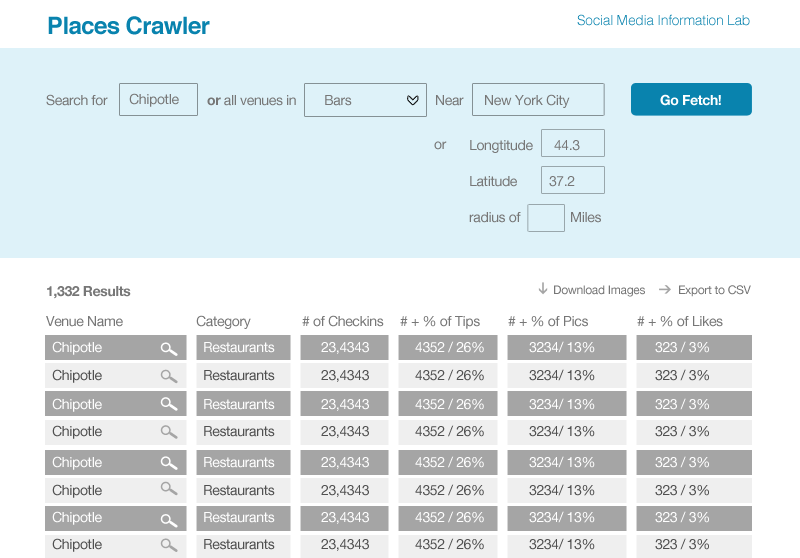 Places Crawler
Social Media Information Lab
Search for Chipotle or all venues in Bars Near New York City Go Fetch!
or Longtitude 44.3
Latitude 37.2
radius of Miles
1,332 Results
Download Images Export to CSV
Venue Name Category # of Checkins # + % of Tips # + % of Pics # + % of Likes
Chipotle Restaurants 23,4343 4352 / 26% 3234/ 13% 323 / 3%
Chipotle Restaurants 23,4343 4352 / 26% 3234/ 13% 323 / 3%
Chipotle Restaurants 23,4343 4352 / 26% 3234/ 13% 323 / 3%
Chipotle Restaurants 23,4343 4352 / 26% 3234/ 13% 323 / 3%
Chipotle Restaurants 23,4343 4352 / 26% 3234/ 13% 323 / 3%
Chipotle Restaurants 23,4343 4352 / 26% 3234/ 13% 323 / 3%
Chipotle Restaurants 23,4343 4352 / 26% 3234/ 13% 323 / 3%
Chipotle Restaurants 23,4343 4352 / 26% 3234/ 13% 323 / 3%